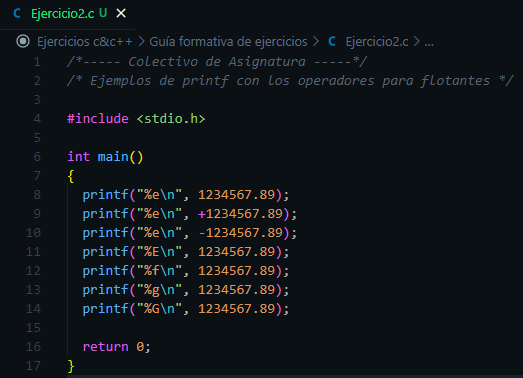 C Ejercicio2.c U ×
Ejercicios c&c++ > Guía formativa de ejercicios > C Ejercicio2.c > ...
1 /*----- Colectivo de Asignatura -----*/
2 /* Ejemplos de printf con los operadores para flotantes */
3
4 #include <stdio.h>
5
6 int main()
7 {
8 printf("%e\n", 1234567.89);
9 printf("%e\n", +1234567.89);
10 printf("%e\n", -1234567.89);
11 printf("%E\n", 1234567.89);
12 printf("%f\n", 1234567.89);
13 printf("%g\n", 1234567.89);
14 printf("%G\n", 1234567.89);
15
16 return 0;
17 }